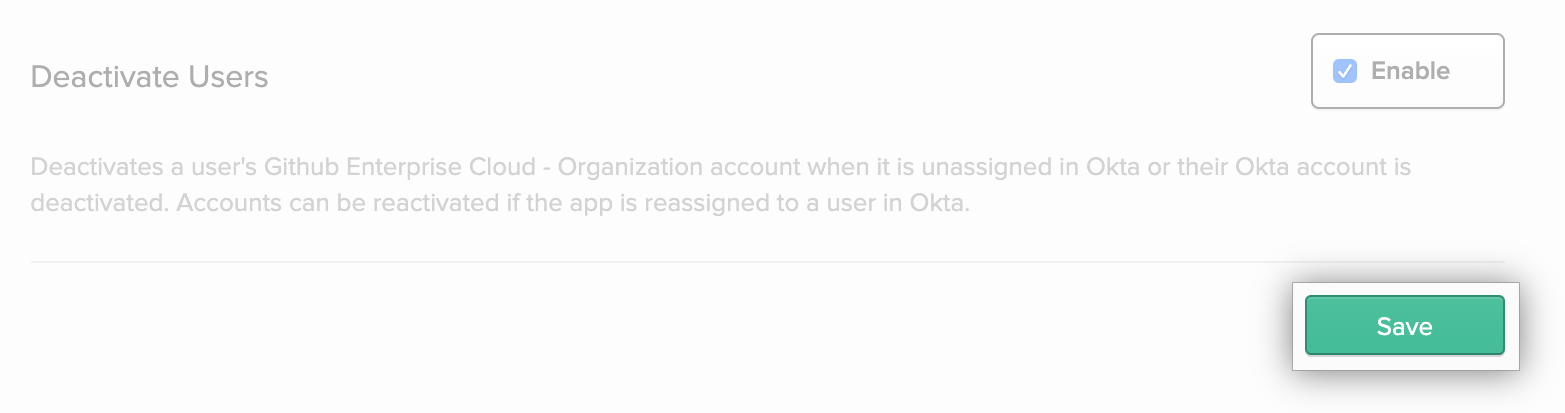 Deactivate Users
Enable
Deactivates a user's Github Enterprise Cloud - Organization account when it is unassigned in Okta or their Okta account is
deactivated. Accounts can be reactivated if the app is reassigned to a user in Okta.
Save